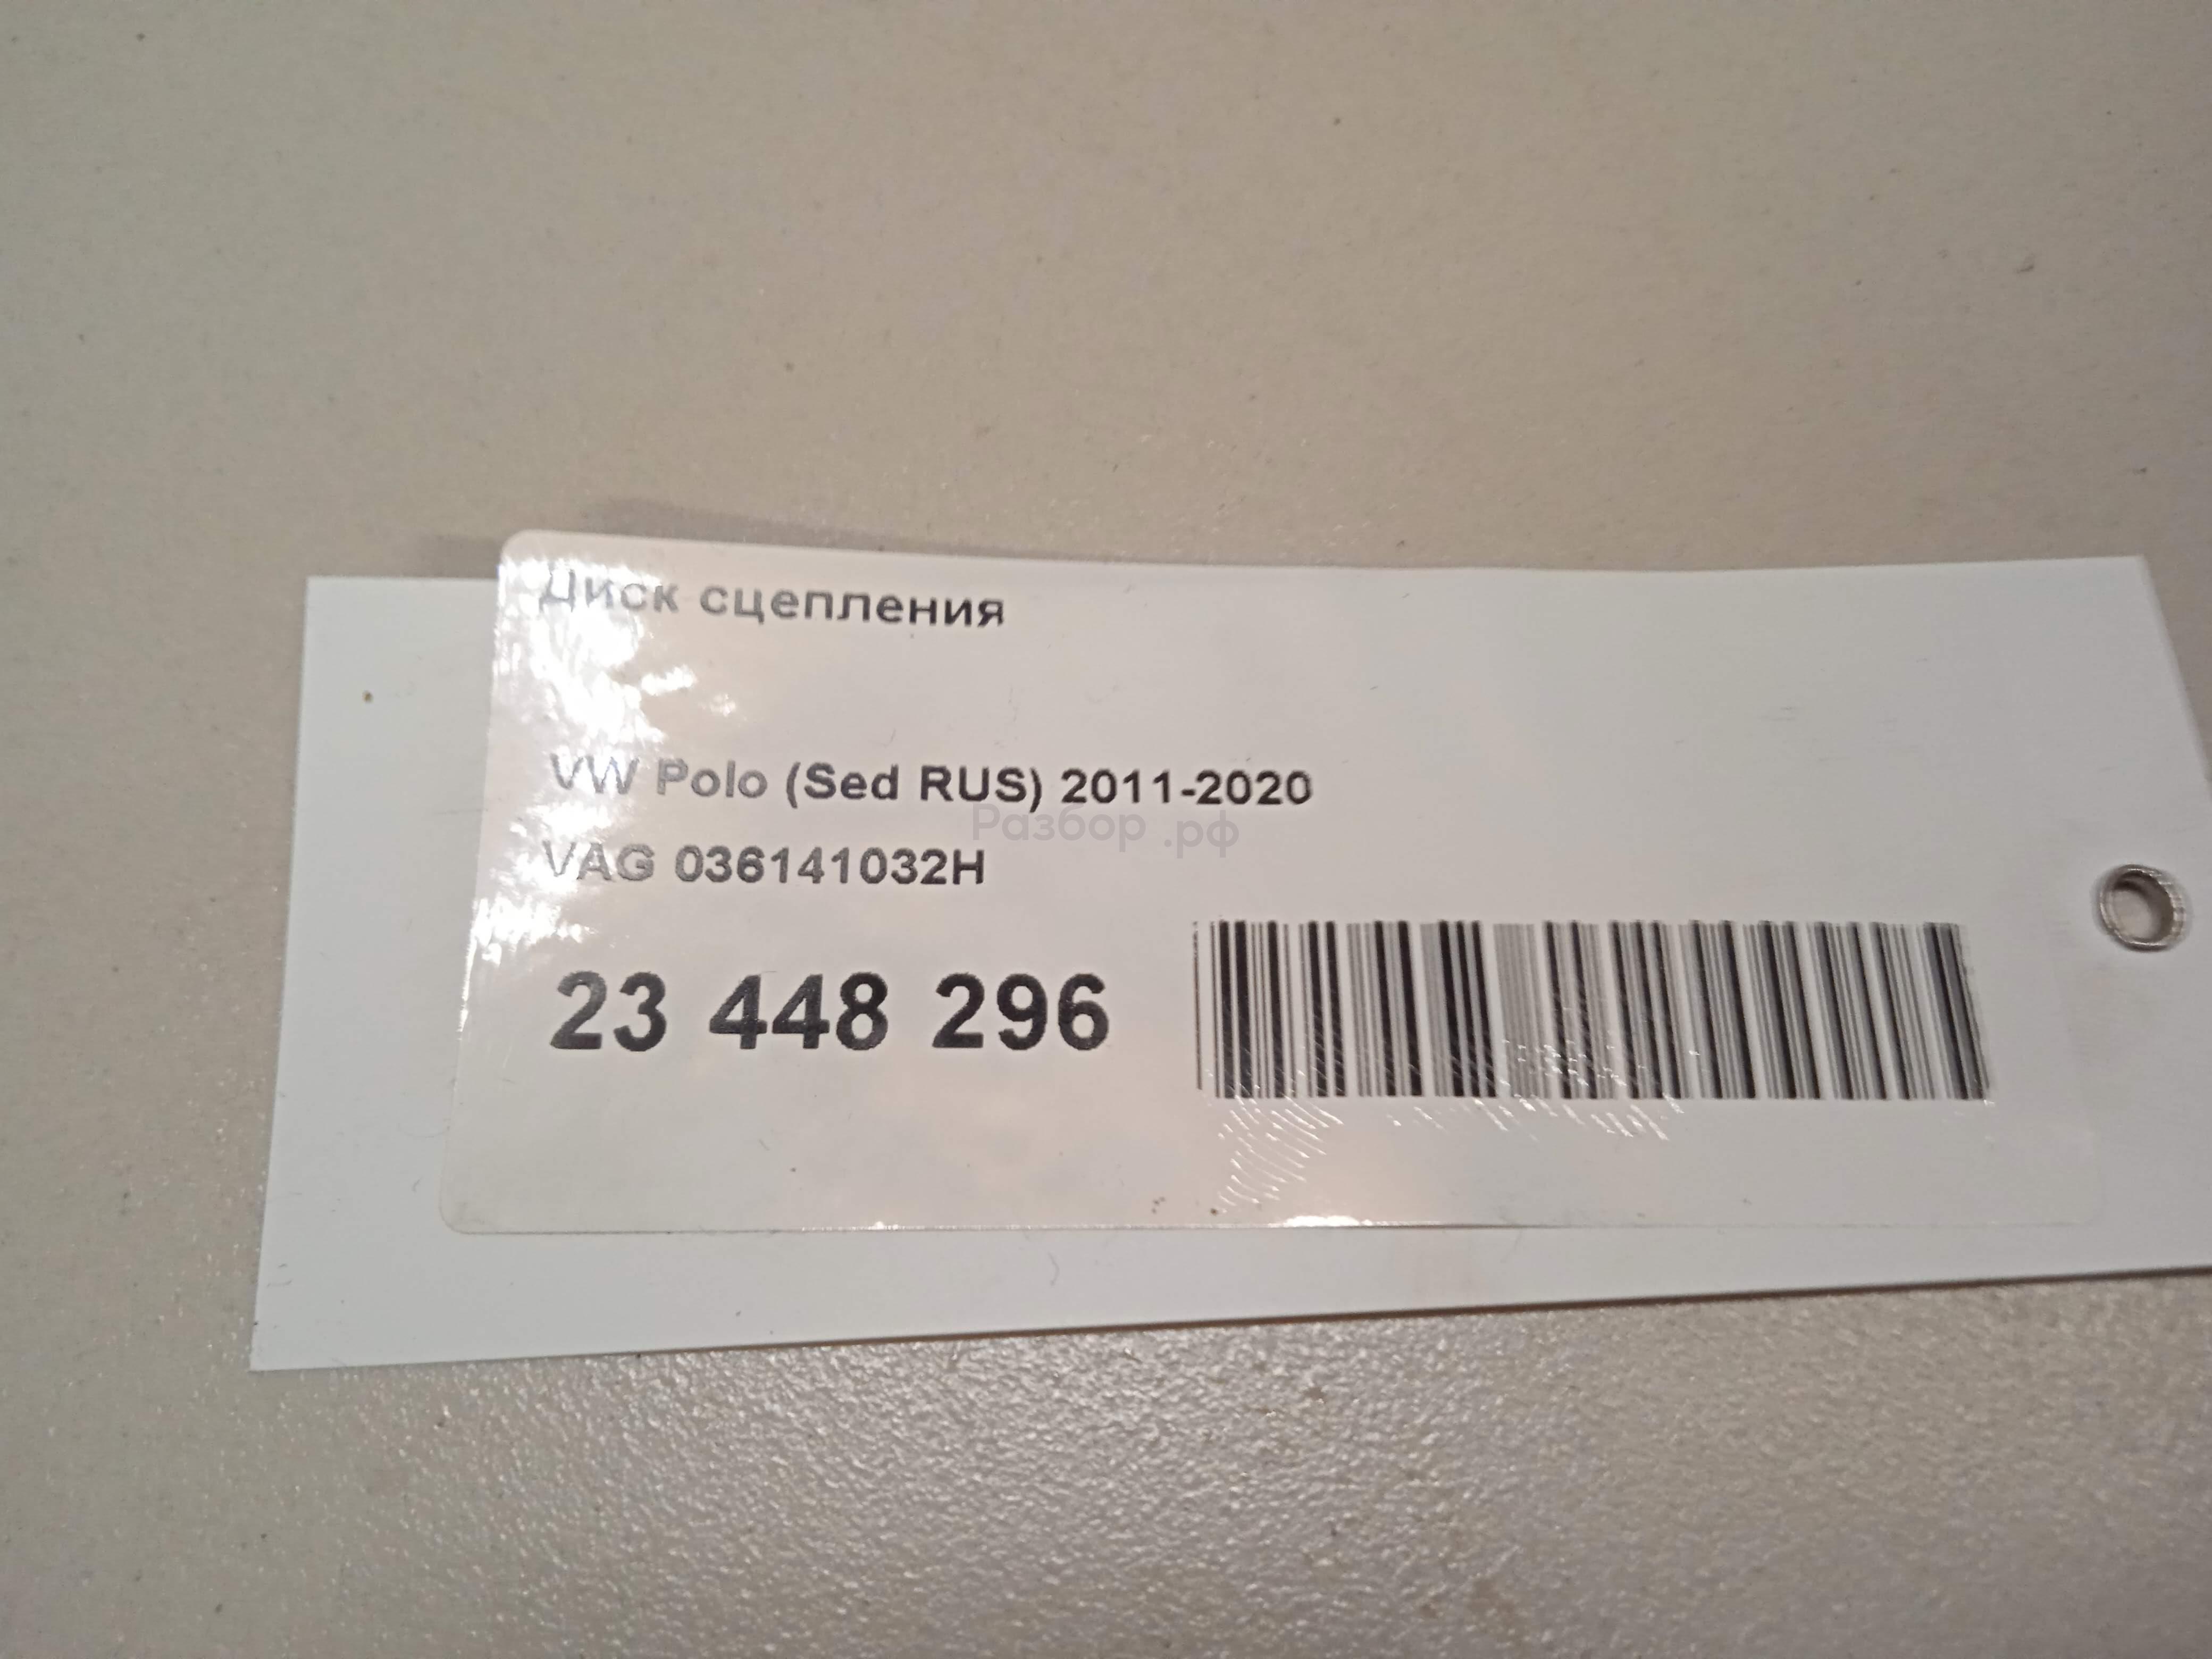 Диск сцепления
VW Polo (Sed RUS) 2011-2020
Разбор.рф
VAG 036141032H
23 448 296